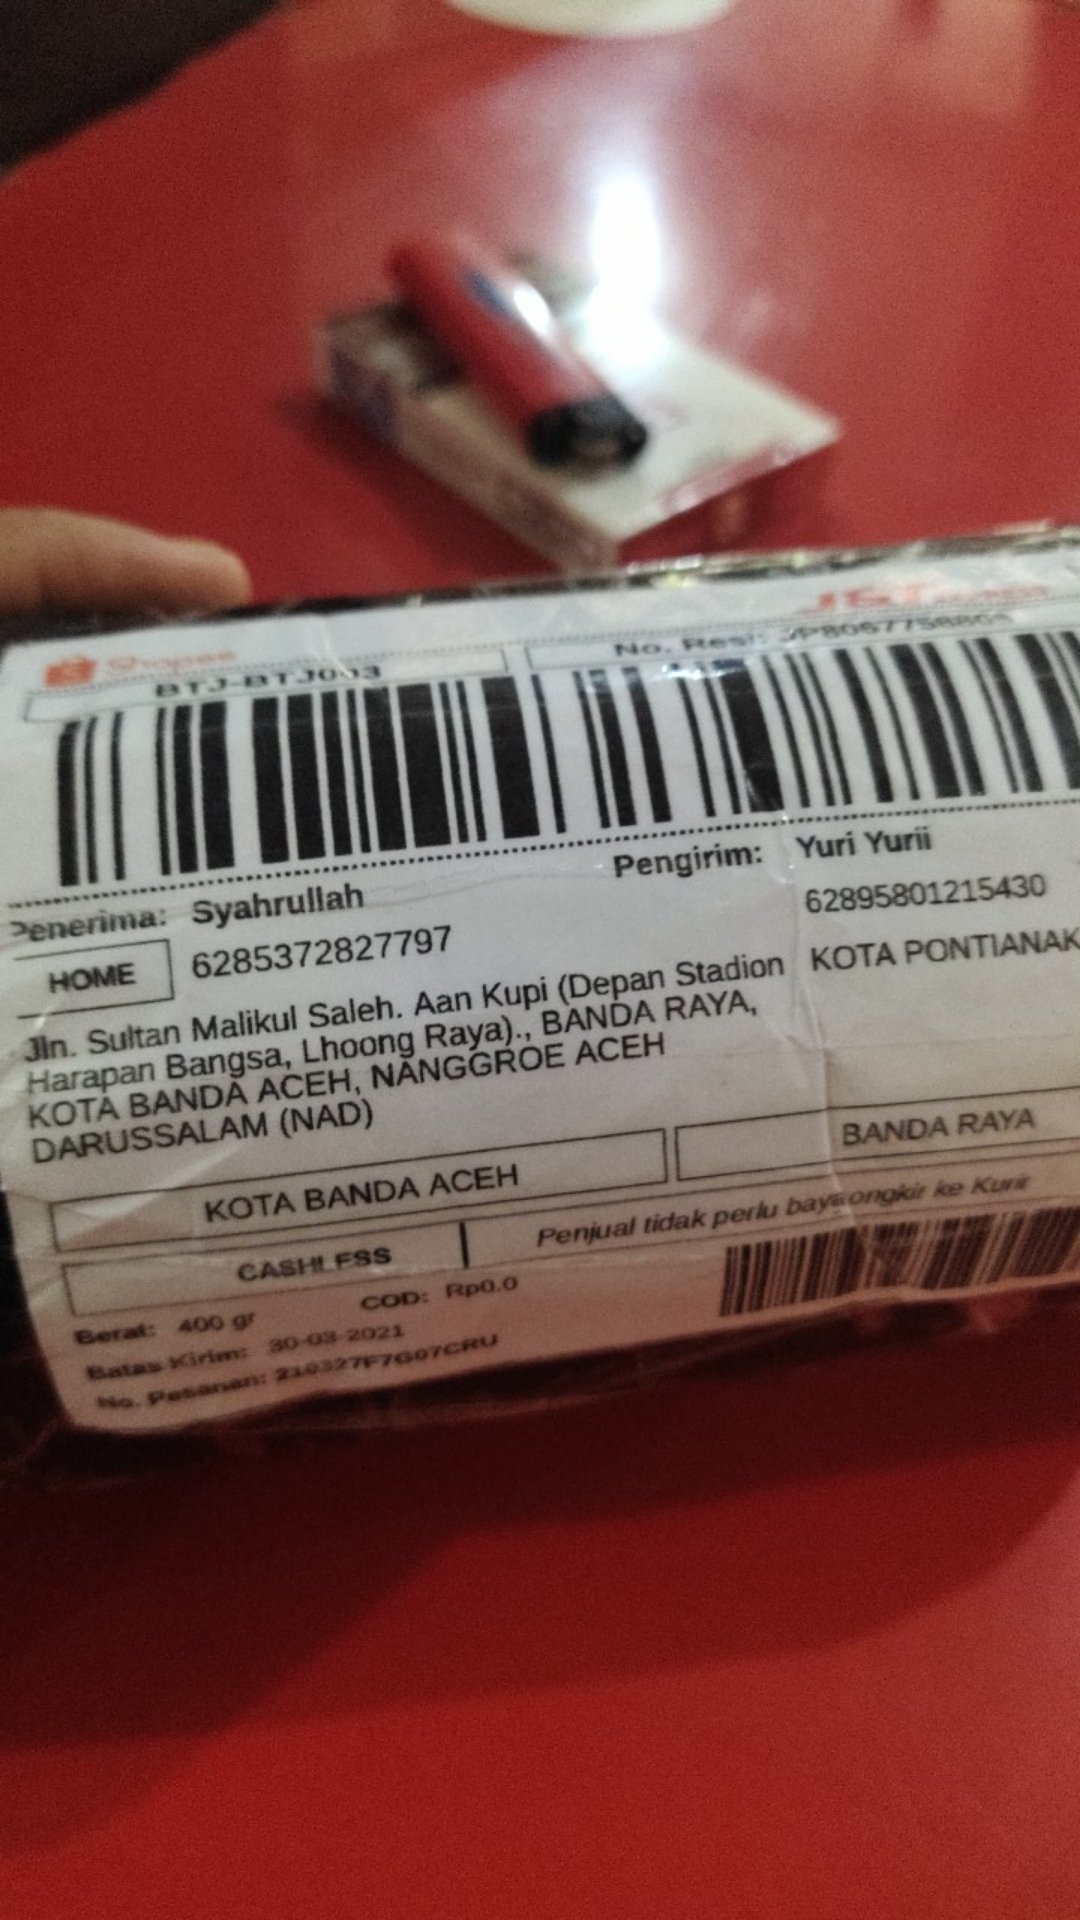 Shopee
J&T
BTJ-BTJ003
No. Resi:
Penerima: Syahrullah
Pengirim: Yuri Yurii
HOME
6285372827797
62895801215430
KOTA PONTIANAK
Jln. Sultan Malikul Saleh. Aan Kupi (Depan Stadion
Harapan Bangsa, Lhoong Raya)., BANDA RAYA,
KOTA BANDA ACEH, NANGGROE ACEH
DARUSSALAM (NAD)
KOTA BANDA ACEH
BANDA RAYA
CASHLESS
Penjual tidak perlu bayar ongkir ke Kurir
Berat: 400 gr
COD: Rp0.0
Batas Kirim: 30-03-2021
No. Pesanan: 210327F7G07CRU